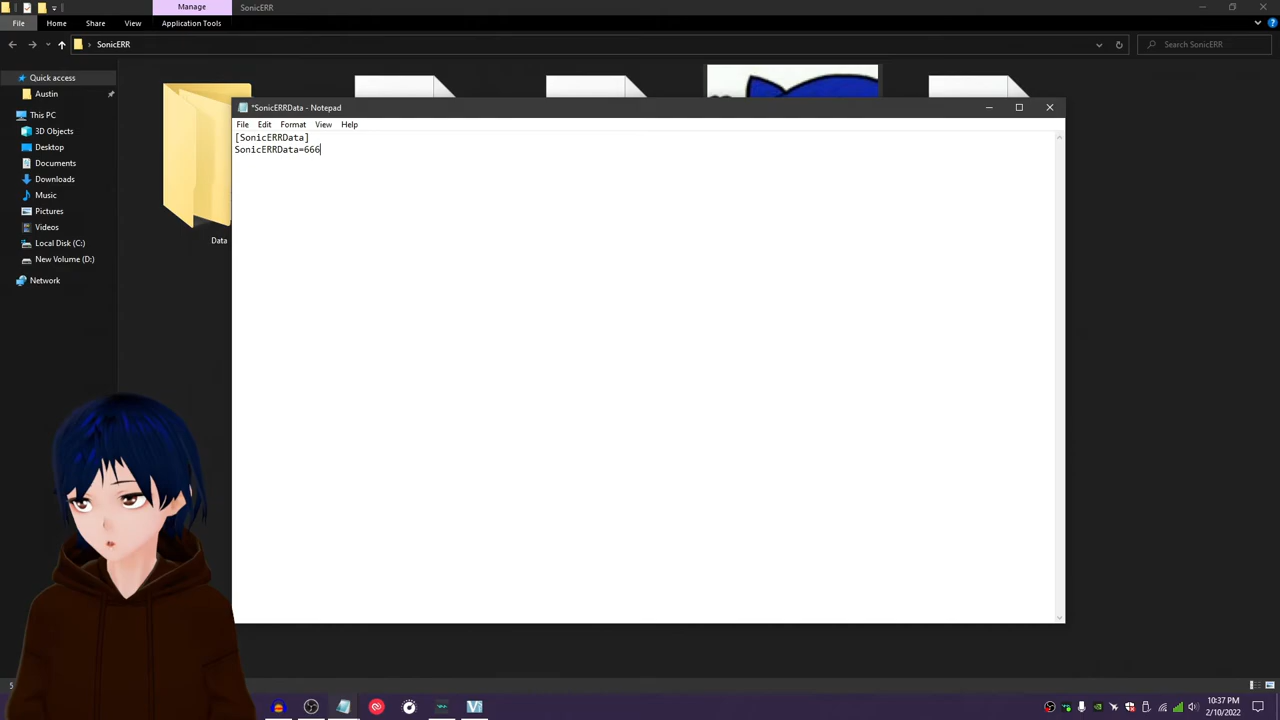 Manage
SonicERR
File
Home
Share
View
Application Tools
SonicERR
Search SonicERR
Quick access
Austin
This PC
3D Objects
Desktop
Documents
Downloads
Music
Pictures
Videos
Local Disk (C:)
New Volume (D:)
Network
Data
*SonicERRData - Notepad
File
Edit
Format
View
Help
[SonicERRData]
SonicERRData=666
10:37 PM
2/10/2022